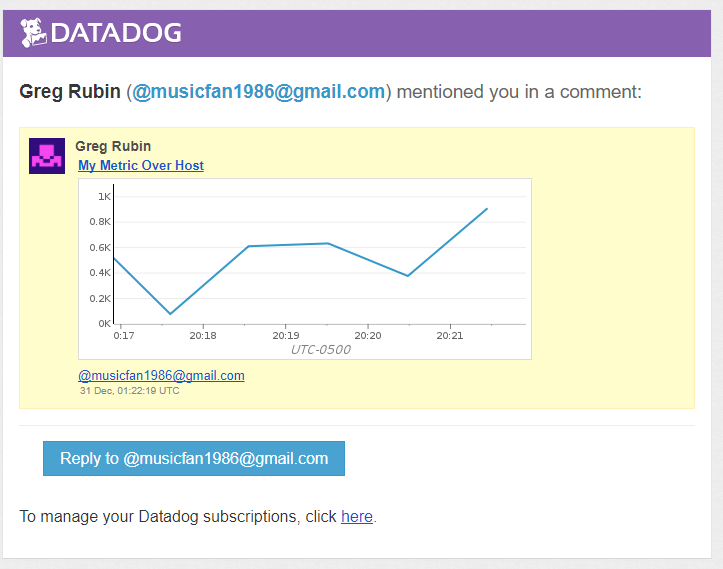 DATADOG
Greg Rubin (@musicfan1986@gmail.com) mentioned you in a comment:
Greg Rubin
My Metric Over Host
1K
0.8K
0.6K
0.4K
0.2K
0K
0:17 20:18 20:19 20:20 20:21
UTC-0500
@musicfan1986@gmail.com
31 Dec, 01:22:19 UTC
Reply to @musicfan1986@gmail.com
To manage your Datadog subscriptions, click here.